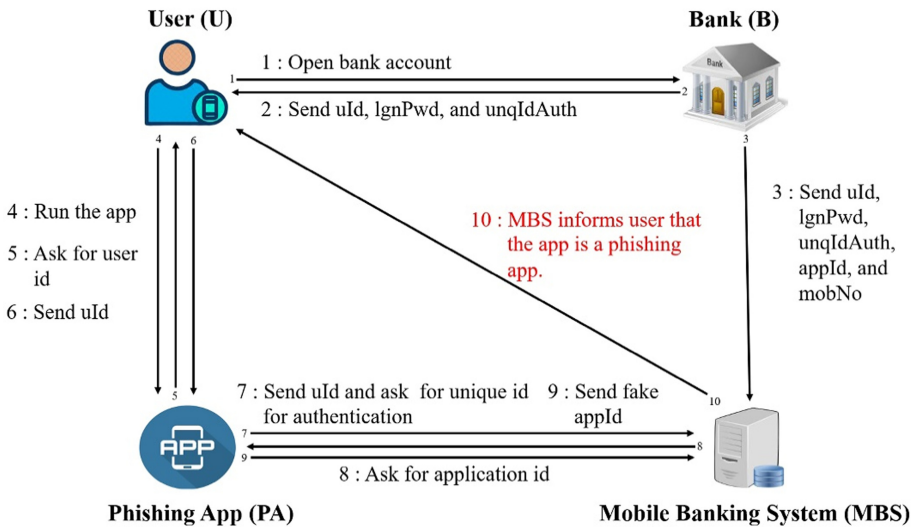 User (U)
Bank (B)
Bank
1 : Open bank account
1
2
2 : Send uId, lgnPwd, and unqIdAuth
4
6
3
3 : Send uId,
lgnPwd,
unqIdAuth,
appId, and
mobNo
4 : Run the app
5 : Ask for user
id
6 : Send uId
10 : MBS informs user that
the app is a phishing
app.
5
10
7 : Send uId and ask for unique id
for authentication
9 : Send fake
appId
7
8
9
APP
8 : Ask for application id
Phishing App (PA)
Mobile Banking System (MBS)